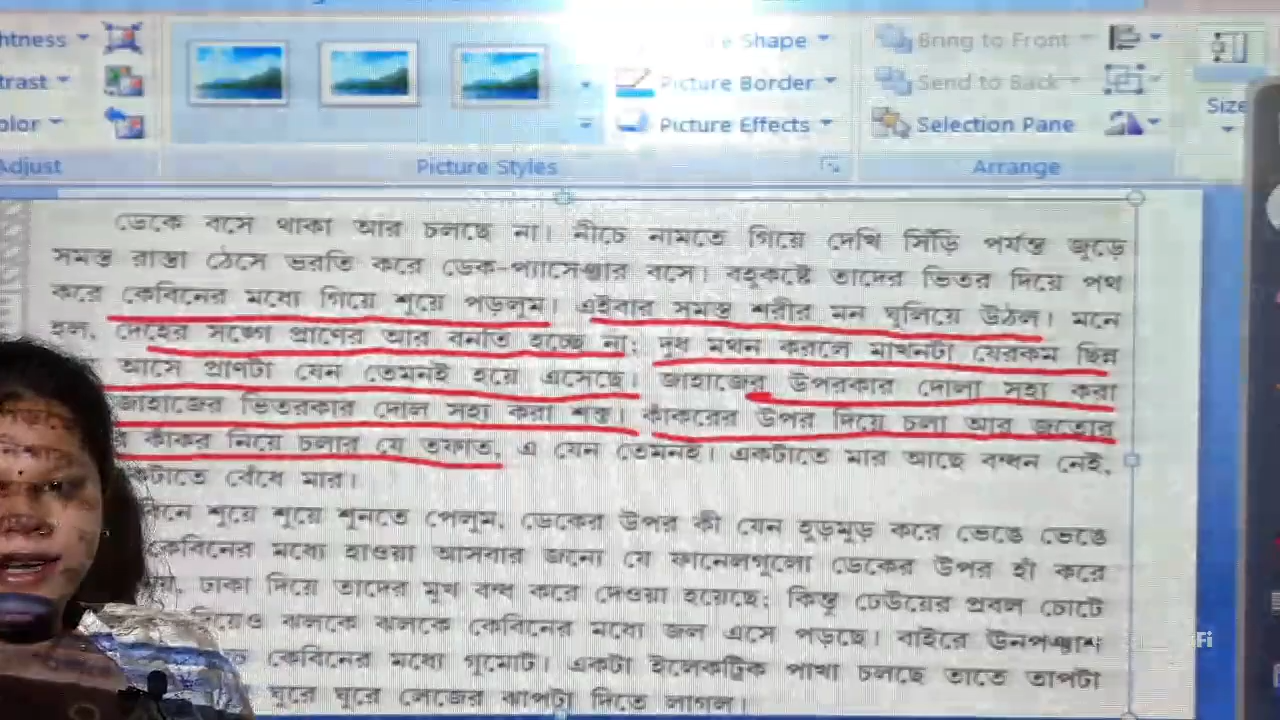 htness
trast
olor
Adjust
Picture Styles
e Shape
Picture Border
Picture Effects
Bring to Front
Send to Back
Selection Pane
Arrange
Size
ডেকে বসে থাকা আর চলছে না। নীচে নামতে গিয়ে দেখি সিঁড়ি পর্যন্ত জুড়ে
সমস্ত রাস্তা ঠেসে ভরতি করে ডেক-প্যাসেঞ্জার বসে। বহুকষ্টে তাদের ভিতর দিয়ে পথ
করে কেবিনের মধ্যে গিয়ে শুয়ে পড়লুম। এইবার সমস্ত শরীর মন ঘুলিয়ে উঠল। মনে
হল, দেহের সঙ্গে প্রাণের আর বনতি হচ্ছে না; দুধ মথন করলে মাখনটা যেরকম ছিন্ন
আসে প্রাণটা যেন তেমনই হয়ে এসেছে। জাহাজের উপরকার দোলা সহ্য করা
জাহাজের ভিতরকার দোল সহ্য করা শক্ত। কাঁকরের উপর দিয়ে চলা আর জুতোর
কাঁকর নিয়ে চলার যে তফাত, এ যেন তেমনই। একটাতে মার আছে বন্ধন নেই,
কটাতে বেঁধে মার।
শুয়ে শুয়ে শুনতে পেলুম, ডেকের উপর কী যেন হুড়মুড় করে ভেঙে ভেঙে
কেবিনের মধ্যে হাওয়া আসবার জন্যে যে ফানেলগুলো ডেকের উপর হাঁ করে
ঢাকা দিয়ে তাদের মুখ বন্ধ করে দেওয়া হয়েছে; কিন্তু ঢেউয়ের প্রবল চোটে
ঝলকে ঝলকে কেবিনের মধ্যে জল এসে পড়ছে। বাইরে উনপঞ্চাশ
কেবিনের মধ্যে গুমোট। একটা ইলেকট্রিক পাখা চলছে তাতে তাপটা
ঘুরে ঘুরে লেজের ঝাপটা দিতে লাগল।
Fi